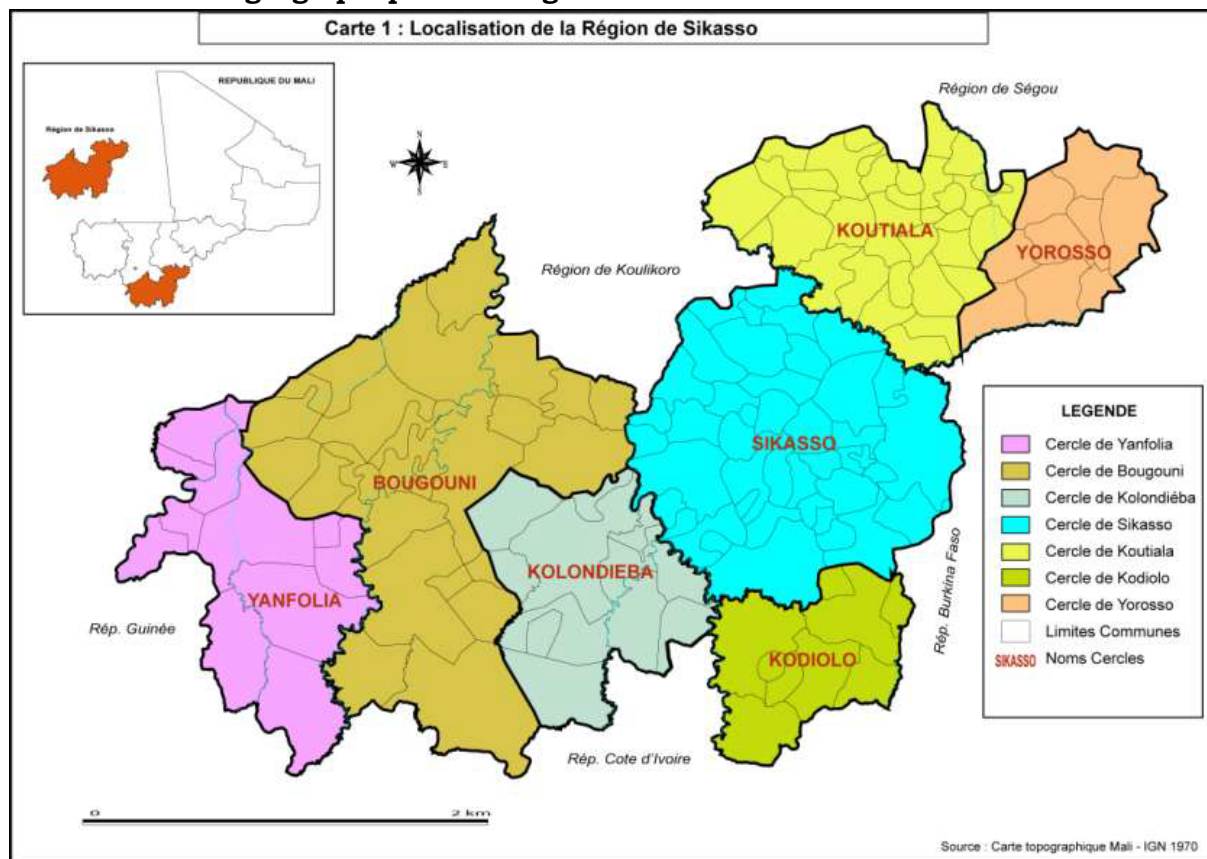 Carte 1 : Localisation de la Région de Sikasso
REPUBLIQUE DU MALI
Région de Sikasso
N
W
E
S
Région de Ségou
Région de Koulikoro
KOUTIALA
YOROSSO
SIKASSO
BOUGOUNI
KOLONDIEBA
YANFOLIA
KODIOLO
Rép. Guinée
Rép. Burkina Faso
Rép. Cote d'Ivoire
LEGENDE
Cercle de Yanfolia
Cercle de Bougouni
Cercle de Kolondiéba
Cercle de Sikasso
Cercle de Koutiala
Cercle de Kodiolo
Cercle de Yorosso
Limites Communes
SIKASSO Noms Cercles
0 2 km
Source : Carte topographique Mali - IGN 1970